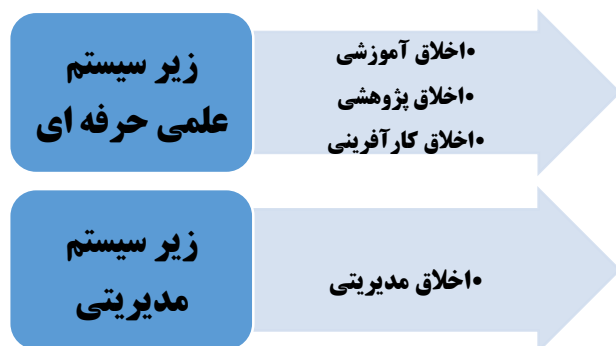 زیر سیستم
علمی حرفه ای
•اخلاق آموزشی
•اخلاق پژوهشی
•اخلاق کارآفرینی
زیر سیستم
مدیریتی
•اخلاق مدیریتی